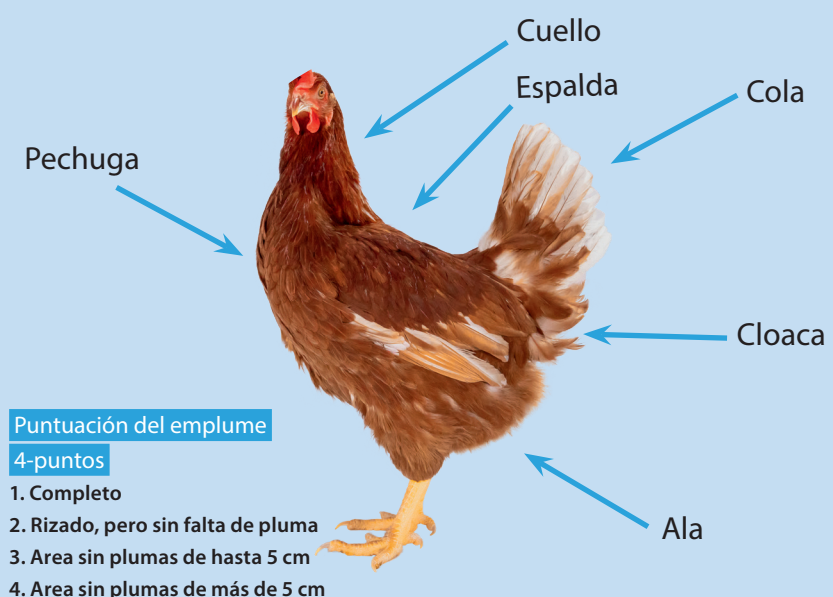 Cuello
Espalda
Cola
Pechuga
Cloaca
Ala
Puntuación del emplume
4-puntos
1. Completo
2. Rizado, pero sin falta de pluma
3. Area sin plumas de hasta 5 cm
4. Area sin plumas de más de 5 cm